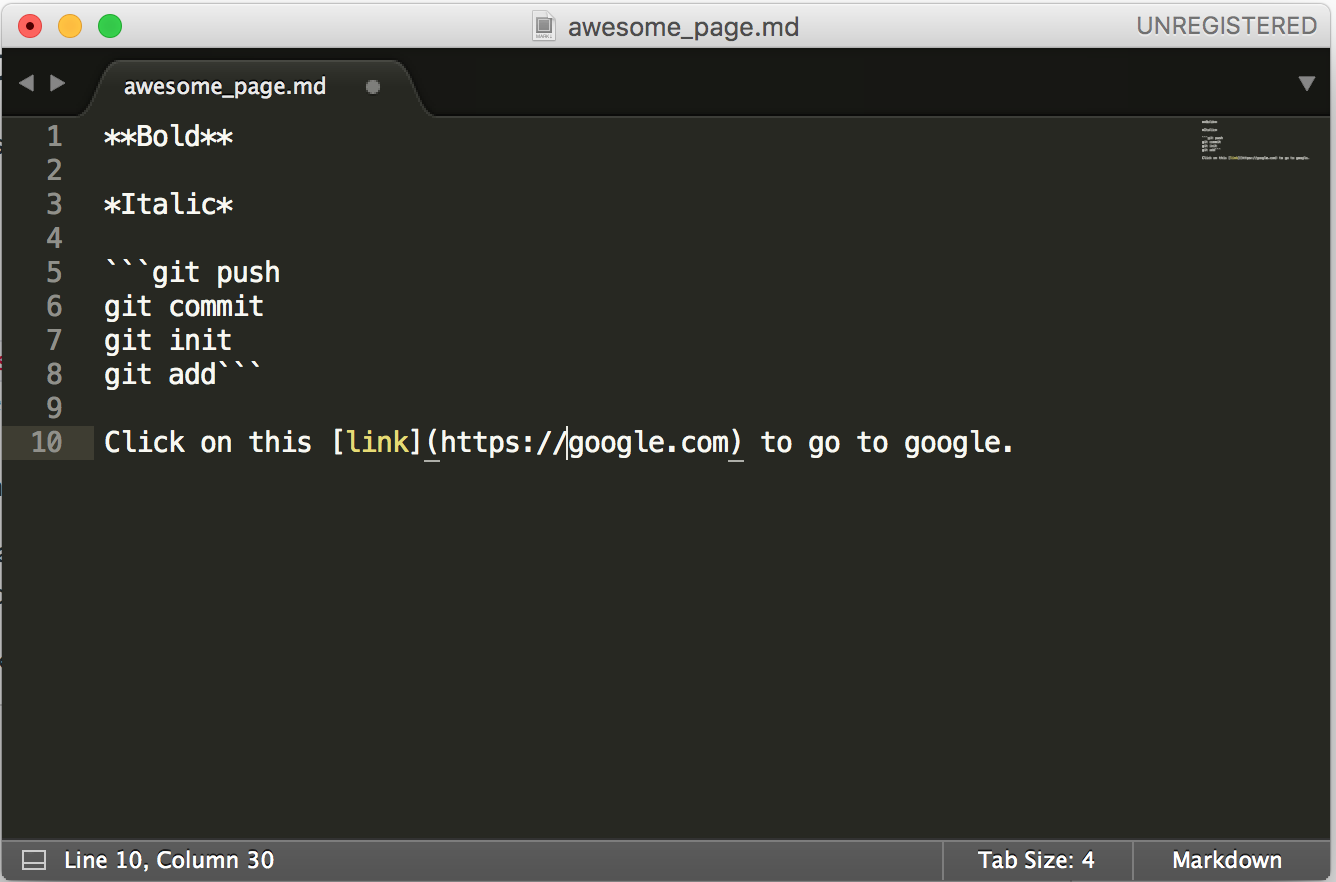 awesome_page.md
UNREGISTERED
awesome_page.md
1 **Bold**
2
3 *Italic*
4
5 ```git push
6 git commit
7 git init
8 git add```
9
10 Click on this [link](https://google.com) to go to google.
Line 10, Column 30
Tab Size: 4
Markdown